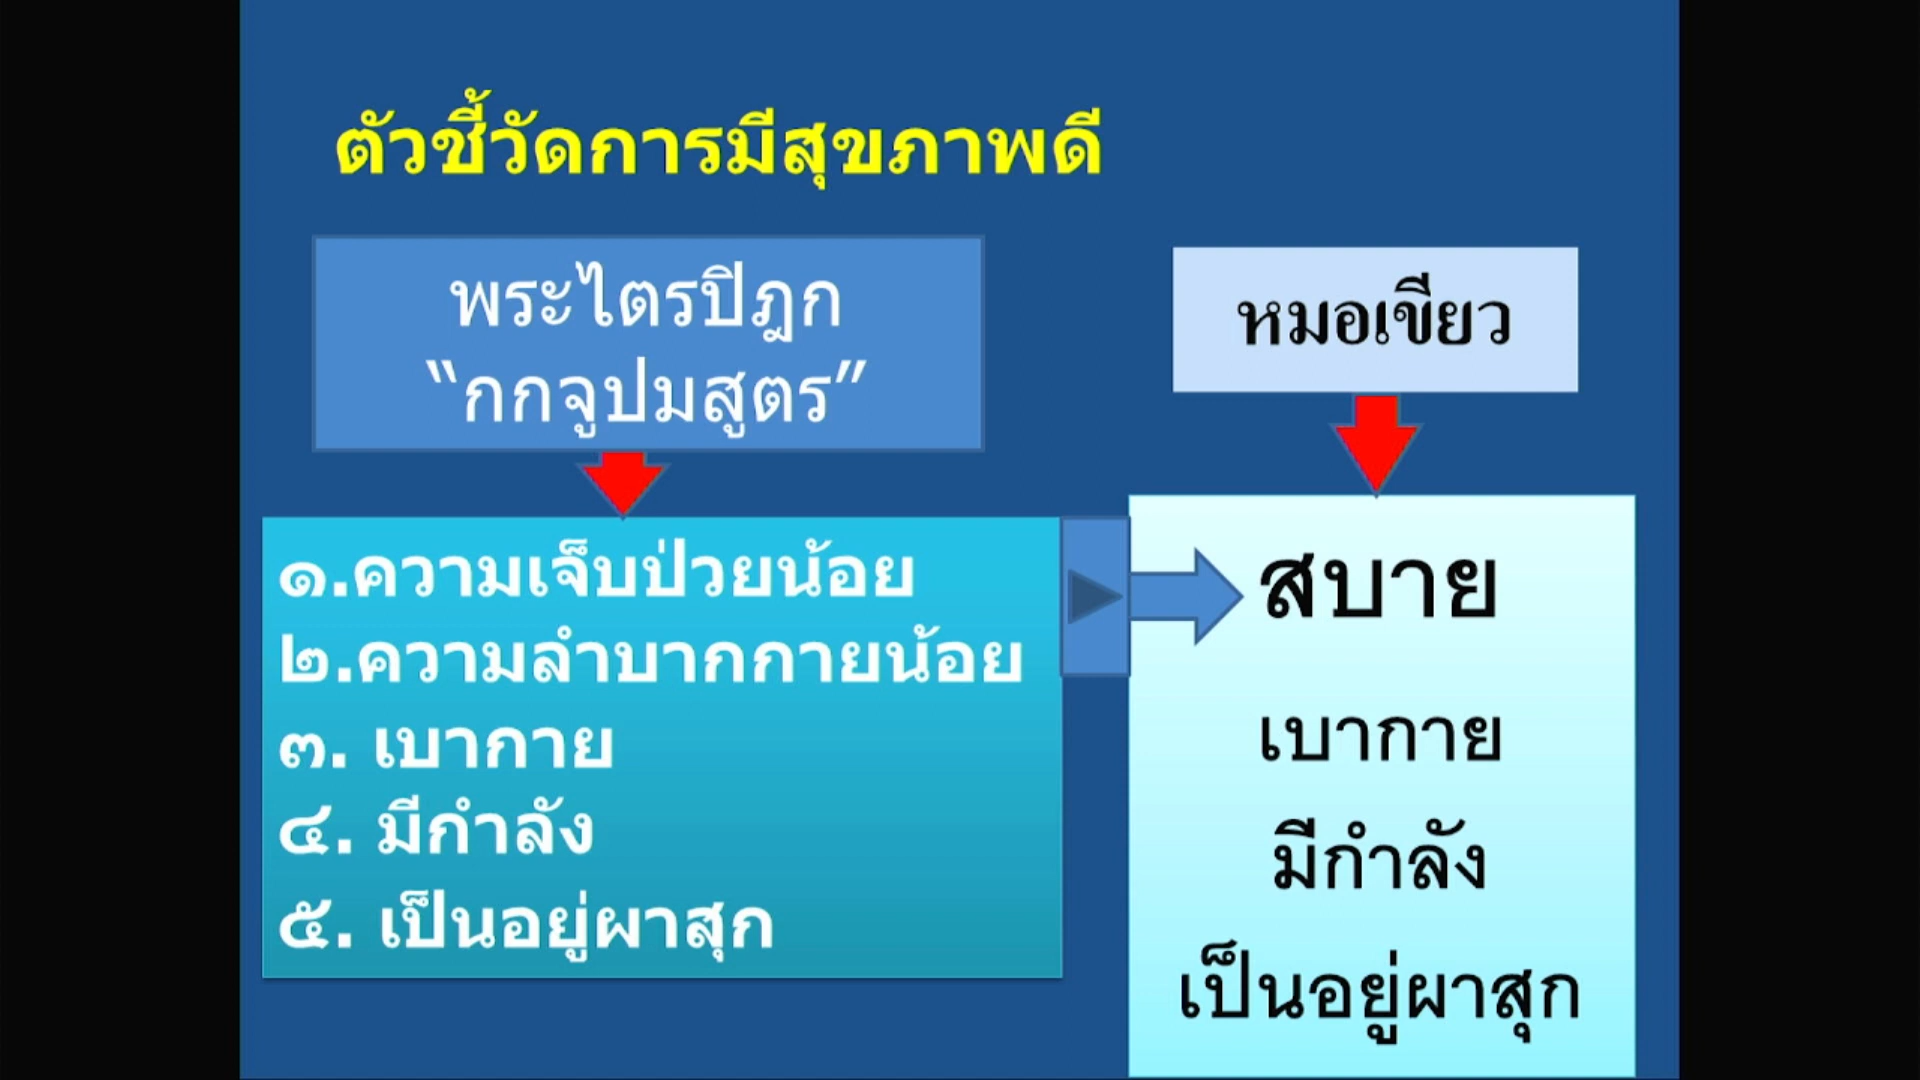 ตัวชี้วัดการมีสุขภาพดี
พระไตรปิฎก
“กกจูปมสูตร”
๑.ความเจ็บป่วยน้อย
๒.ความลำบากกายน้อย
๓. เบากาย
๔. มีกำลัง
๕. เป็นอยู่ผาสุก
หมอเขียว
สบาย
เบากาย
มีกำลัง
เป็นอยู่ผาสุก